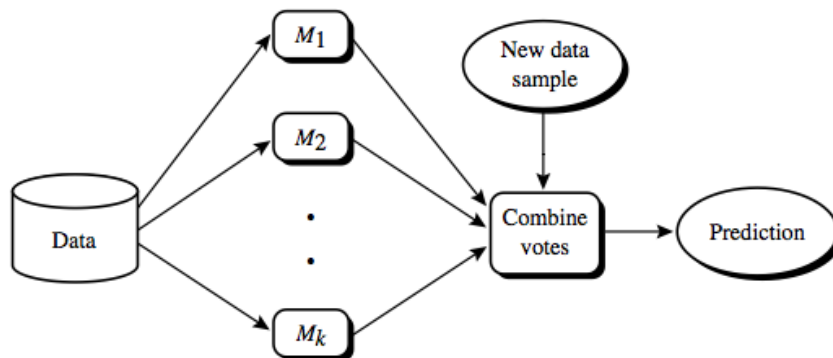 M1
New data
sample
M2
Data
Combine
votes
Prediction
Mk